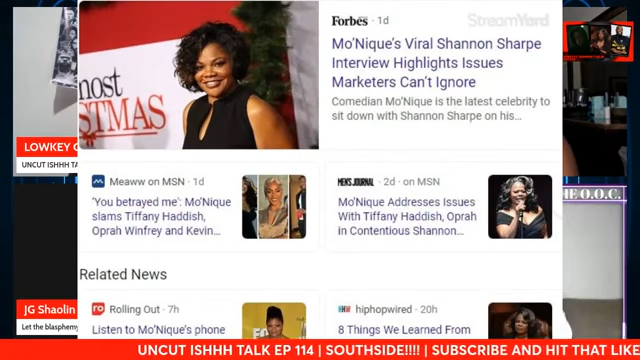 Forbes · 1d
StreamYard
Mo'Nique's Viral Shannon Sharpe
Interview Highlights Issues
Marketers Can't Ignore
Comedian Mo'Nique is the latest celebrity to
sit down with Shannon Sharpe on his…
most
STMAS
LOWKEY
UNCUT ISHHH TA
Meaww on MSN · 1d
'You betrayed me': Mo'Nique
slams Tiffany Haddish,
Oprah Winfrey and Kevin…
MEN'S JOURNAL · 2d · on MSN
Mo'Nique Addresses Issues
With Tiffany Haddish, Oprah
in Contentious Shannon…
THE O.O.C.
Related News
JG Shaolin
Let the blasphemy
ro Rolling Out · 7h
Listen to Mo'Nique's phone
HHW hiphopwired · 20h
8 Things We Learned From
UNCUT ISHHH TALK EP 114 | SOUTHSIDE!!!! | SUBSCRIBE AND HIT THAT LIKE